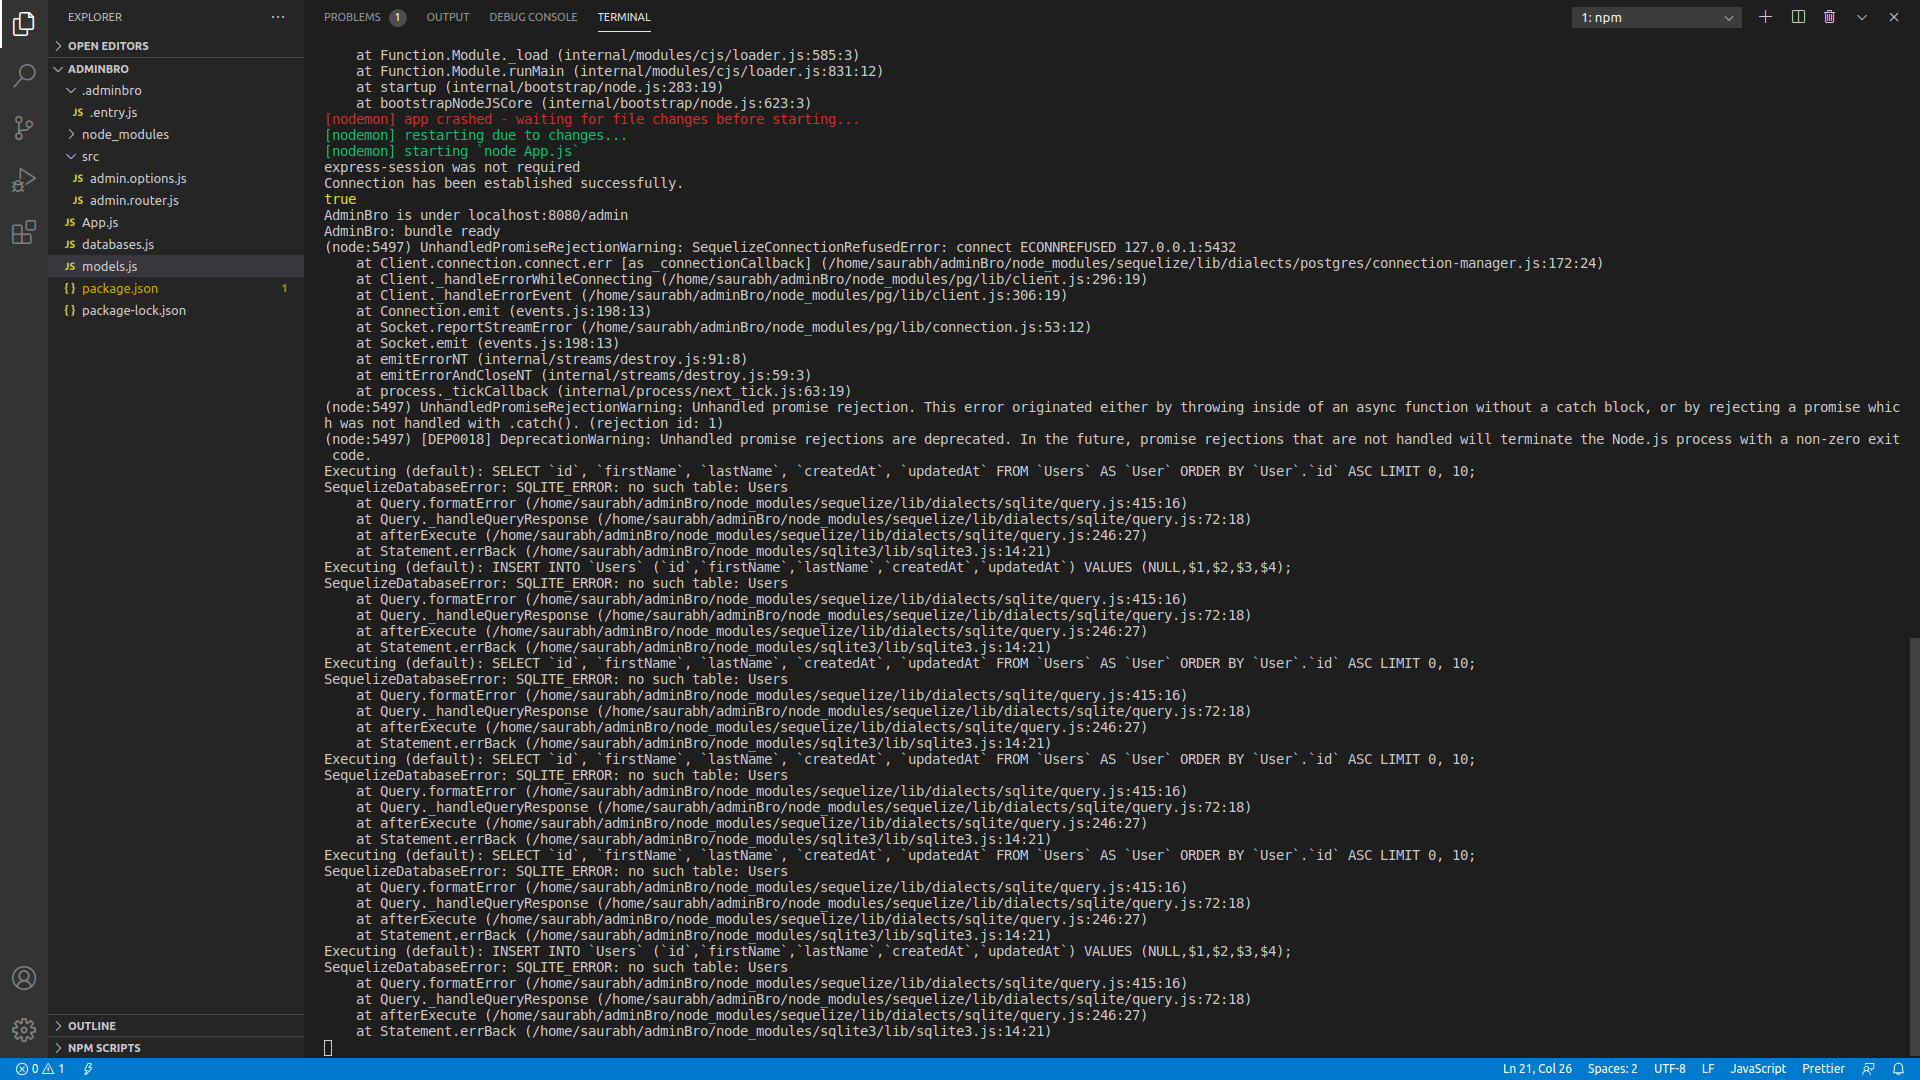 EXPLORER
OPEN EDITORS
ADMINBRO
.adminbro
JS .entry.js
node_modules
src
JS admin.options.js
JS admin.router.js
JS App.js
JS databases.js
JS models.js
{} package.json 1
{} package-lock.json
OUTLINE
NPM SCRIPTS
PROBLEMS 1 OUTPUT DEBUG CONSOLE TERMINAL 1: npm
    at Function.Module._load (internal/modules/cjs/loader.js:585:3)
    at Function.Module.runMain (internal/modules/cjs/loader.js:831:12)
    at startup (internal/bootstrap/node.js:283:19)
    at bootstrapNodeJSCore (internal/bootstrap/node.js:623:3)
[nodemon] app crashed - waiting for file changes before starting...
[nodemon] restarting due to changes...
[nodemon] starting `node App.js`
express-session was not required
Connection has been established successfully.
true
AdminBro is under localhost:8080/admin
AdminBro: bundle ready
(node:5497) UnhandledPromiseRejectionWarning: SequelizeConnectionRefusedError: connect ECONNREFUSED 127.0.0.1:5432
    at Client.connection.connect.err [as _connectionCallback] (/home/saurabh/adminBro/node_modules/sequelize/lib/dialects/postgres/connection-manager.js:172:24)
    at Client._handleErrorWhileConnecting (/home/saurabh/adminBro/node_modules/pg/lib/client.js:296:19)
    at Client._handleErrorEvent (/home/saurabh/adminBro/node_modules/pg/lib/client.js:306:19)
    at Connection.emit (events.js:198:13)
    at Socket.reportStreamError (/home/saurabh/adminBro/node_modules/pg/lib/connection.js:53:12)
    at Socket.emit (events.js:198:13)
    at emitErrorNT (internal/streams/destroy.js:91:8)
    at emitErrorAndCloseNT (internal/streams/destroy.js:59:3)
    at process._tickCallback (internal/process/next_tick.js:63:19)
(node:5497) UnhandledPromiseRejectionWarning: Unhandled promise rejection. This error originated either by throwing inside of an async function without a catch block, or by rejecting a promise whic
h was not handled with .catch(). (rejection id: 1)
(node:5497) [DEP0018] DeprecationWarning: Unhandled promise rejections are deprecated. In the future, promise rejections that are not handled will terminate the Node.js process with a non-zero exit
 code.
Executing (default): SELECT `id`, `firstName`, `lastName`, `createdAt`, `updatedAt` FROM `Users` AS `User` ORDER BY `User`.`id` ASC LIMIT 0, 10;
SequelizeDatabaseError: SQLITE_ERROR: no such table: Users
    at Query.formatError (/home/saurabh/adminBro/node_modules/sequelize/lib/dialects/sqlite/query.js:415:16)
    at Query._handleQueryResponse (/home/saurabh/adminBro/node_modules/sequelize/lib/dialects/sqlite/query.js:72:18)
    at afterExecute (/home/saurabh/adminBro/node_modules/sequelize/lib/dialects/sqlite/query.js:246:27)
    at Statement.errBack (/home/saurabh/adminBro/node_modules/sqlite3/lib/sqlite3.js:14:21)
Executing (default): INSERT INTO `Users` (`id`,`firstName`,`lastName`,`createdAt`,`updatedAt`) VALUES (NULL,$1,$2,$3,$4);
SequelizeDatabaseError: SQLITE_ERROR: no such table: Users
    at Query.formatError (/home/saurabh/adminBro/node_modules/sequelize/lib/dialects/sqlite/query.js:415:16)
    at Query._handleQueryResponse (/home/saurabh/adminBro/node_modules/sequelize/lib/dialects/sqlite/query.js:72:18)
    at afterExecute (/home/saurabh/adminBro/node_modules/sequelize/lib/dialects/sqlite/query.js:246:27)
    at Statement.errBack (/home/saurabh/adminBro/node_modules/sqlite3/lib/sqlite3.js:14:21)
Executing (default): SELECT `id`, `firstName`, `lastName`, `createdAt`, `updatedAt` FROM `Users` AS `User` ORDER BY `User`.`id` ASC LIMIT 0, 10;
SequelizeDatabaseError: SQLITE_ERROR: no such table: Users
    at Query.formatError (/home/saurabh/adminBro/node_modules/sequelize/lib/dialects/sqlite/query.js:415:16)
    at Query._handleQueryResponse (/home/saurabh/adminBro/node_modules/sequelize/lib/dialects/sqlite/query.js:72:18)
    at afterExecute (/home/saurabh/adminBro/node_modules/sequelize/lib/dialects/sqlite/query.js:246:27)
    at Statement.errBack (/home/saurabh/adminBro/node_modules/sqlite3/lib/sqlite3.js:14:21)
Executing (default): SELECT `id`, `firstName`, `lastName`, `createdAt`, `updatedAt` FROM `Users` AS `User` ORDER BY `User`.`id` ASC LIMIT 0, 10;
SequelizeDatabaseError: SQLITE_ERROR: no such table: Users
    at Query.formatError (/home/saurabh/adminBro/node_modules/sequelize/lib/dialects/sqlite/query.js:415:16)
    at Query._handleQueryResponse (/home/saurabh/adminBro/node_modules/sequelize/lib/dialects/sqlite/query.js:72:18)
    at afterExecute (/home/saurabh/adminBro/node_modules/sequelize/lib/dialects/sqlite/query.js:246:27)
    at Statement.errBack (/home/saurabh/adminBro/node_modules/sqlite3/lib/sqlite3.js:14:21)
Executing (default): SELECT `id`, `firstName`, `lastName`, `createdAt`, `updatedAt` FROM `Users` AS `User` ORDER BY `User`.`id` ASC LIMIT 0, 10;
SequelizeDatabaseError: SQLITE_ERROR: no such table: Users
    at Query.formatError (/home/saurabh/adminBro/node_modules/sequelize/lib/dialects/sqlite/query.js:415:16)
    at Query._handleQueryResponse (/home/saurabh/adminBro/node_modules/sequelize/lib/dialects/sqlite/query.js:72:18)
    at afterExecute (/home/saurabh/adminBro/node_modules/sequelize/lib/dialects/sqlite/query.js:246:27)
    at Statement.errBack (/home/saurabh/adminBro/node_modules/sqlite3/lib/sqlite3.js:14:21)
Executing (default): INSERT INTO `Users` (`id`,`firstName`,`lastName`,`createdAt`,`updatedAt`) VALUES (NULL,$1,$2,$3,$4);
SequelizeDatabaseError: SQLITE_ERROR: no such table: Users
    at Query.formatError (/home/saurabh/adminBro/node_modules/sequelize/lib/dialects/sqlite/query.js:415:16)
    at Query._handleQueryResponse (/home/saurabh/adminBro/node_modules/sequelize/lib/dialects/sqlite/query.js:72:18)
    at afterExecute (/home/saurabh/adminBro/node_modules/sequelize/lib/dialects/sqlite/query.js:246:27)
    at Statement.errBack (/home/saurabh/adminBro/node_modules/sqlite3/lib/sqlite3.js:14:21)
0 1 Ln 21, Col 26 Spaces: 2 UTF-8 LF JavaScript Prettier